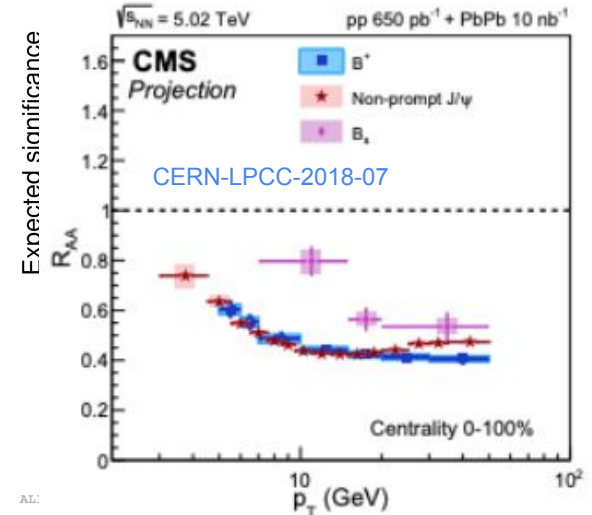 √sNN = 5.02 TeV pp 650 pb⁻¹ + PbPb 10 nb⁻¹
Expected significance
RAA
1.6
1.4
1.2
1
0.8
0.6
0.4
0.2
0
CMS
Projection
B⁺
Non-prompt J/ψ
Bs
CERN-LPCC-2018-07
Centrality 0-100%
10
10²
pT (GeV)